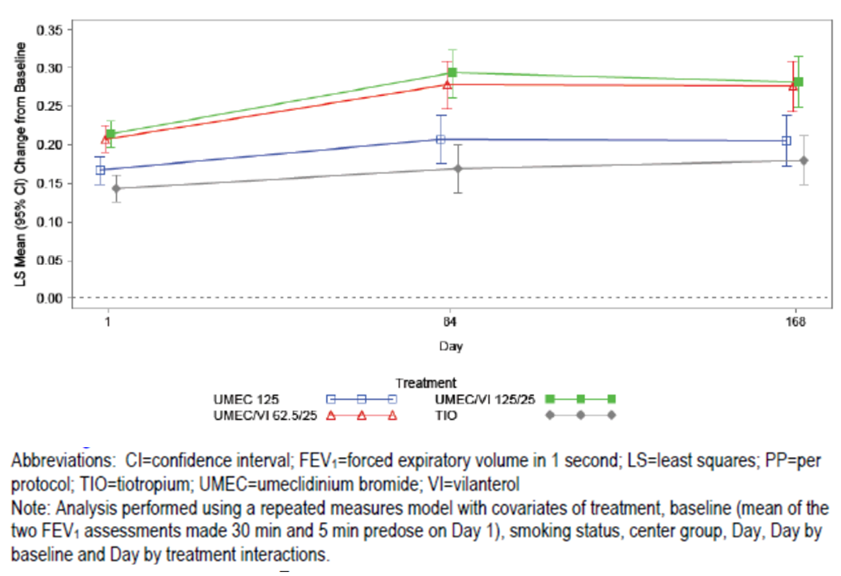 0.35
0.30
0.25
0.20
0.15
0.10
0.05
0.00
LS Mean (95% CI) Change from Baseline
1 84 168
Day
Treatment
UMEC 125 UMEC/VI 125/25
UMEC/VI 62.5/25 TIO
Abbreviations: CI=confidence interval; FEV₁=forced expiratory volume in 1 second; LS=least squares; PP=per
protocol; TIO=tiotropium; UMEC=umeclidinium bromide; VI=vilanterol
Note: Analysis performed using a repeated measures model with covariates of treatment, baseline (mean of the
two FEV₁ assessments made 30 min and 5 min predose on Day 1), smoking status, center group, Day, Day by
baseline and Day by treatment interactions.